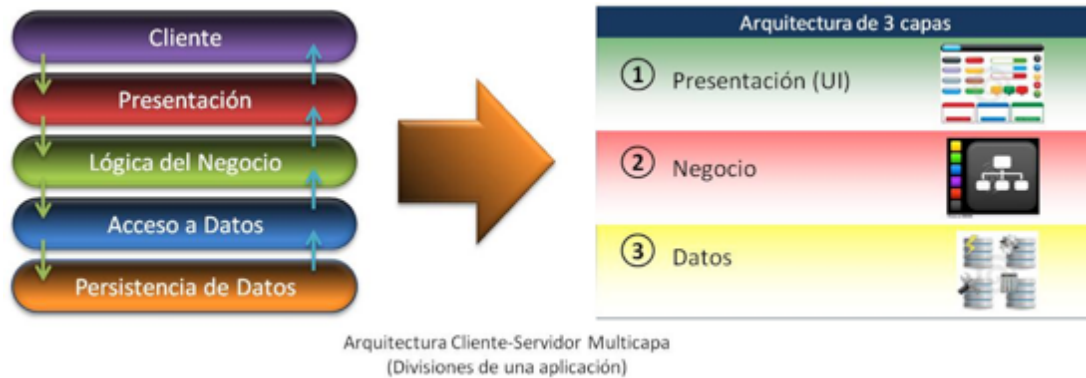 Cliente
Presentación
Lógica del Negocio
Acceso a Datos
Persistencia de Datos
Arquitectura de 3 capas
1 Presentación (UI)
2 Negocio
3 Datos
Arquitectura Cliente-Servidor Multicapa
(Divisiones de una aplicación)